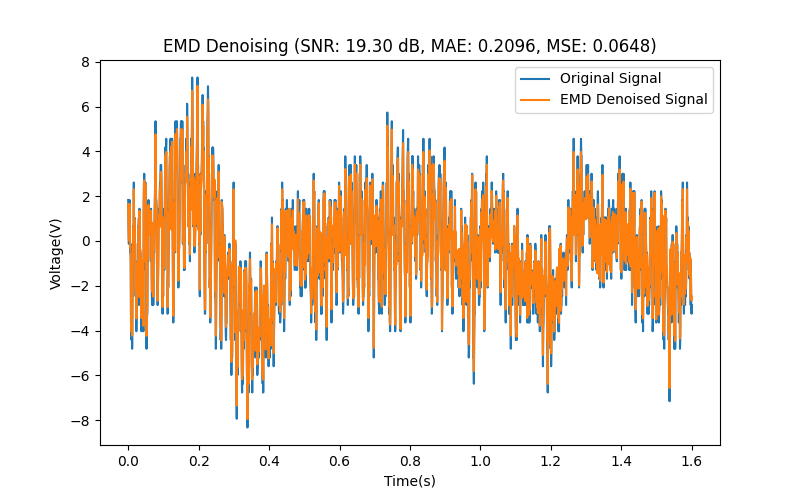 EMD Denoising (SNR: 19.30 dB, MAE: 0.2096, MSE: 0.0648)
Original Signal
EMD Denoised Signal
8
6
4
2
0
−2
−4
−6
−8
Voltage(V)
0.0 0.2 0.4 0.6 0.8 1.0 1.2 1.4 1.6
Time(s)